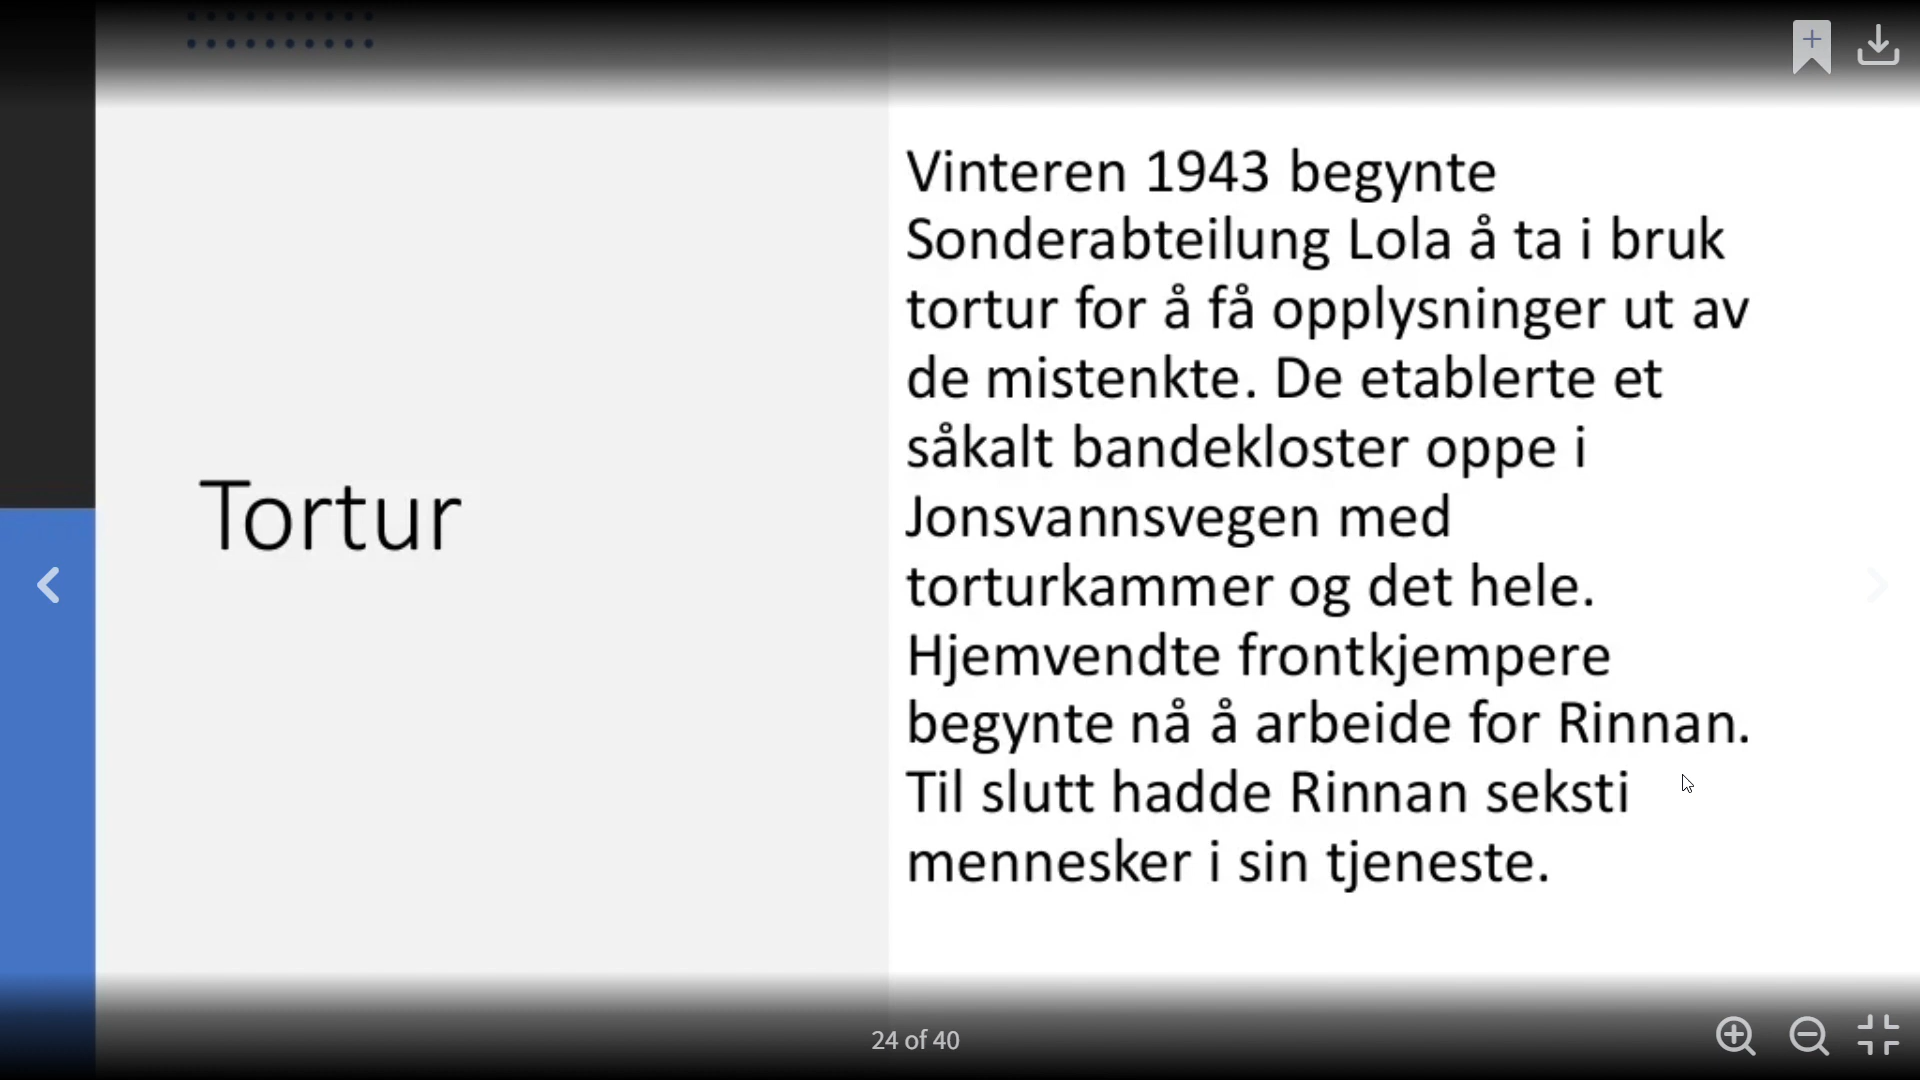 Tortur
Vinteren 1943 begynte
Sonderabteilung Lola å ta i bruk
tortur for å få opplysninger ut av
de mistenkte. De etablerte et
såkalt bandekloster oppe i
Jonsvannsvegen med
torturkammer og det hele.
Hjemvendte frontkjempere
begynte nå å arbeide for Rinnan.
Til slutt hadde Rinnan seksti
mennesker i sin tjeneste.
24 of 40